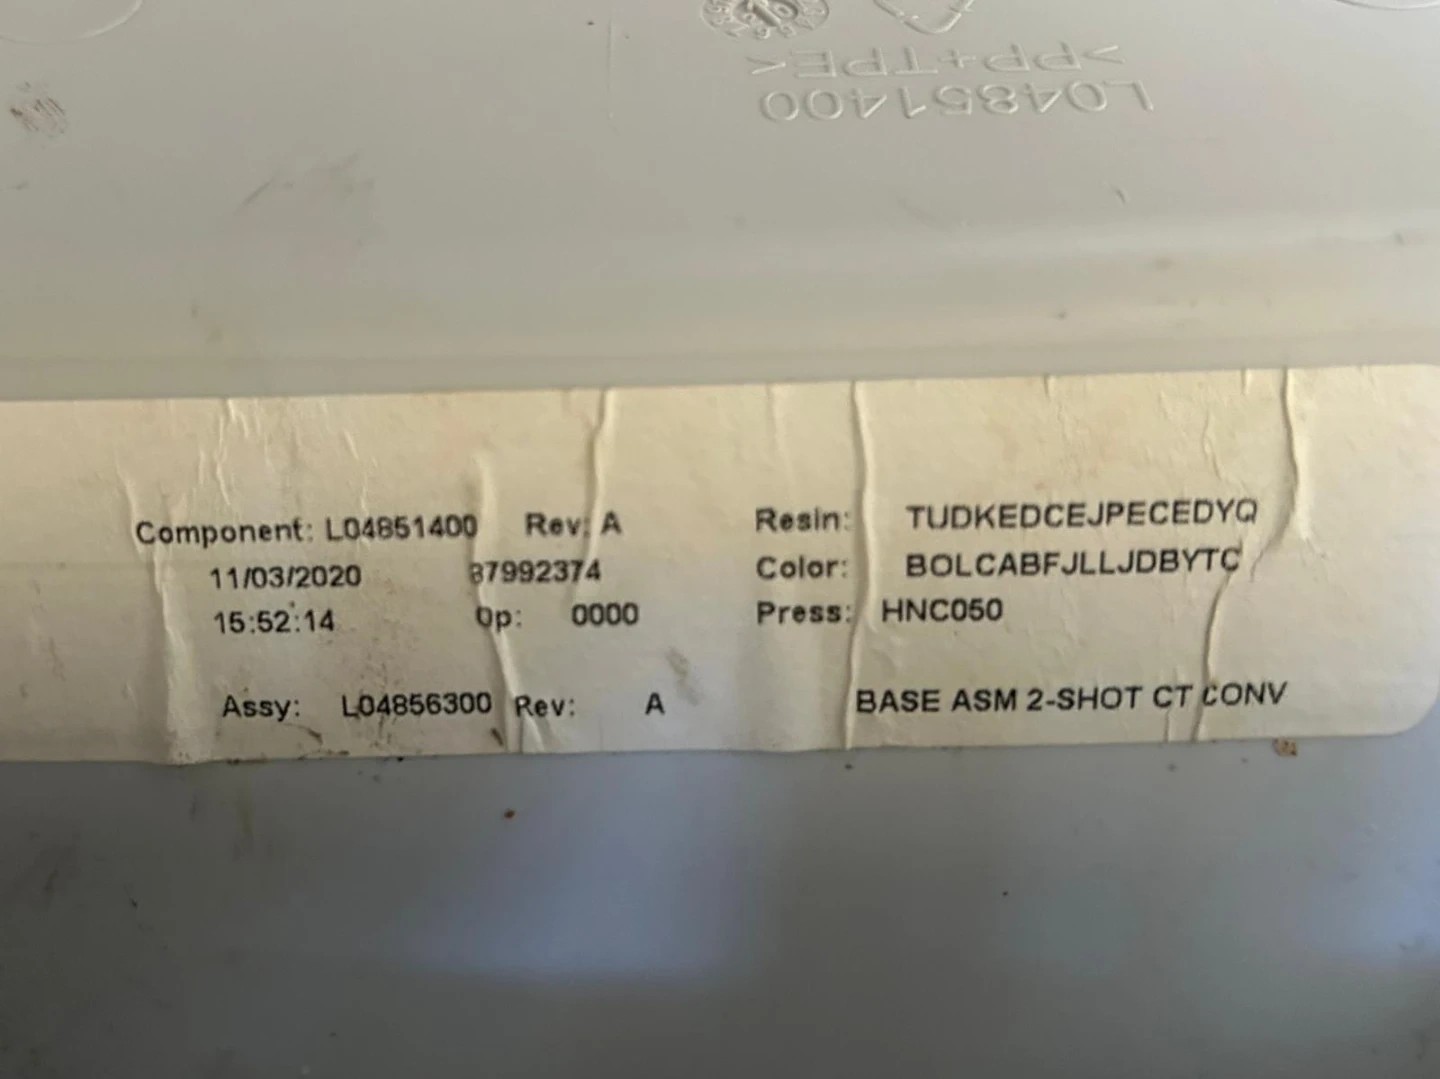 10
>PP+TPE<
L04851400
Component: L04851400 Rev: A Resin: TUDKEDCEJPECEDYQ
11/03/2020 87992374 Color: BOLCABFJLLJDBYTC
15:52:14 Op: 0000 Press: HNC050
Assy: L04856300 Rev: A BASE ASM 2-SHOT CT CONV